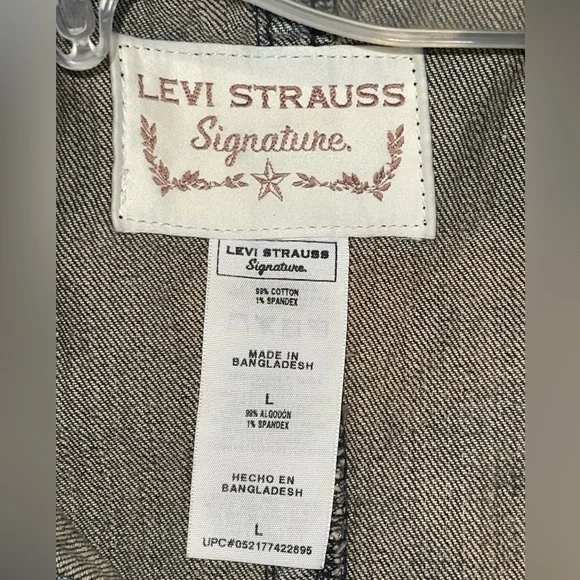 LEVI STRAUSS
Signature.
LEVI STRAUSS
Signature.
99% COTTON
1% SPANDEX
MADE IN
BANGLADESH
L
99% ALGODÓN
1% SPANDEX
HECHO EN
BANGLADESH
L
UPC#052177422895